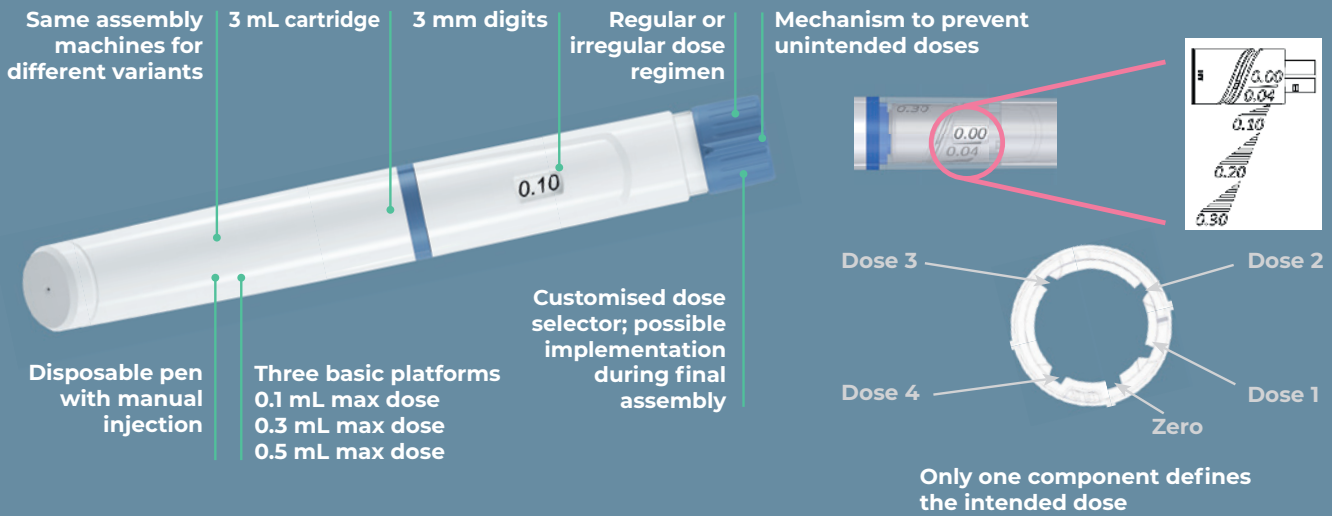 Same assembly
machines for
different variants
3 mL cartridge
3 mm digits
Regular or
irregular dose
regimen
Mechanism to prevent
unintended doses
0.10
0.00
0.04
0.00
0.04
0.10
0.20
0.30
Disposable pen
with manual
injection
Three basic platforms
0.1 mL max dose
0.3 mL max dose
0.5 mL max dose
Customised dose
selector; possible
implementation
during final
assembly
Dose 3
Dose 2
Dose 4
Dose 1
Zero
Only one component defines
the intended dose